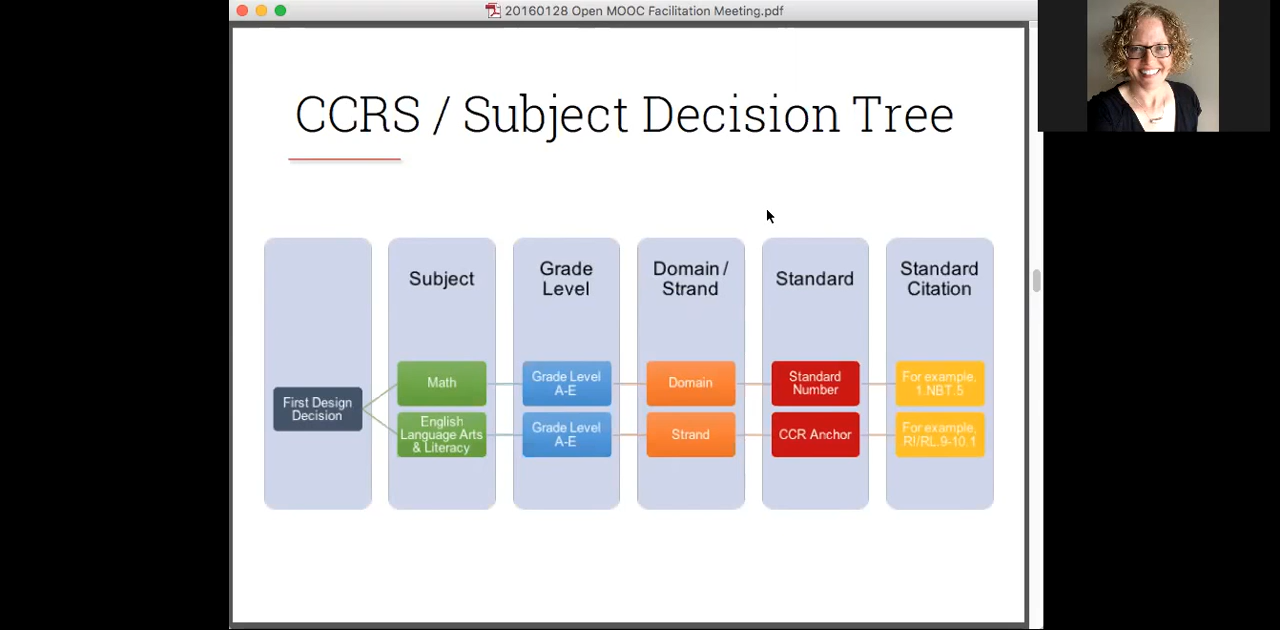 20160128 Open MOOC Facilitation Meeting.pdf
CCRS / Subject Decision Tree
Subject
Grade
Level
Domain /
Strand
Standard
Standard
Citation
First Design
Decision
Math
Grade Level
A-E
Domain
Standard
Number
For example,
1.NBT.5
English
Language Arts
& Literacy
Grade Level
A-E
Strand
CCR Anchor
For example,
RI/RL.9-10.1